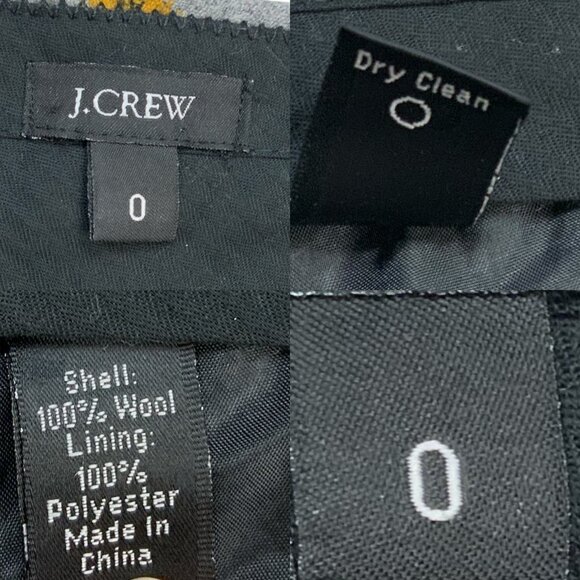 J.CREW
0
Dry Clean
Shell:
100% Wool
Lining:
100%
Polyester
Made In
China
0